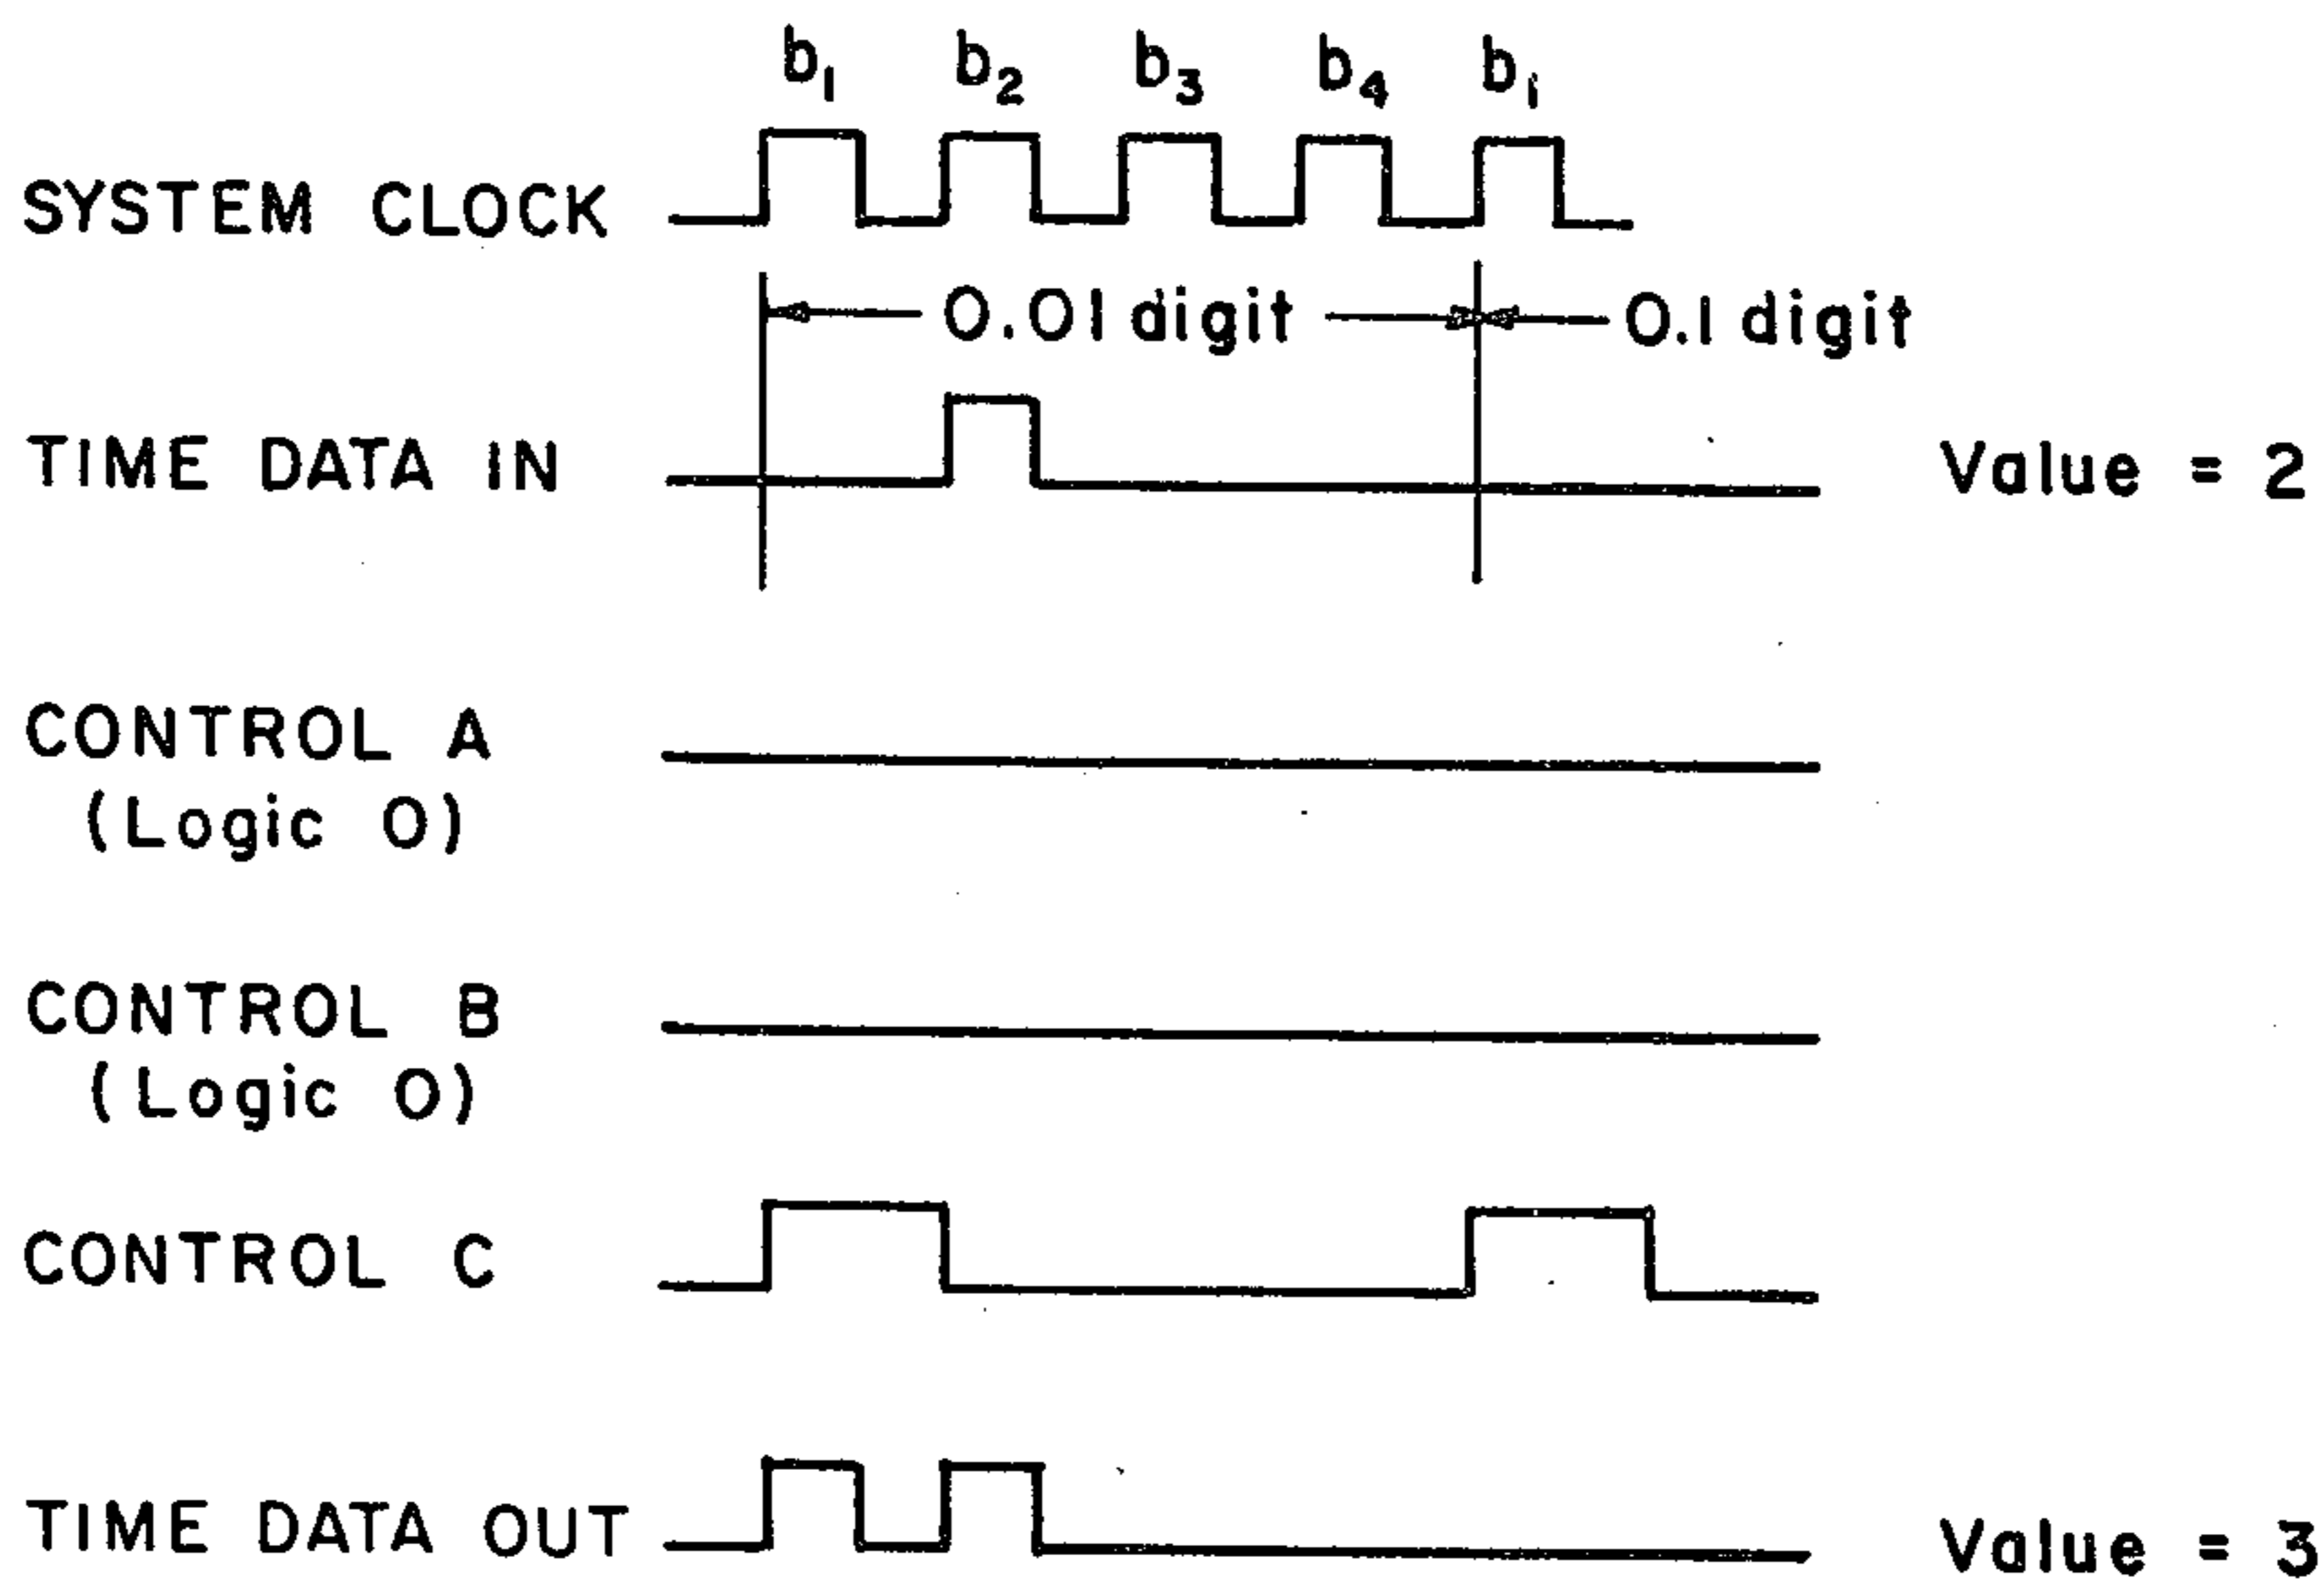 b₁ b₂ b₃ b₄ b₁
SYSTEM CLOCK
0.01 digit 0.1 digit
TIME DATA IN Value = 2
CONTROL A
(Logic 0)
CONTROL B
(Logic 0)
CONTROL C
TIME DATA OUT Value = 3